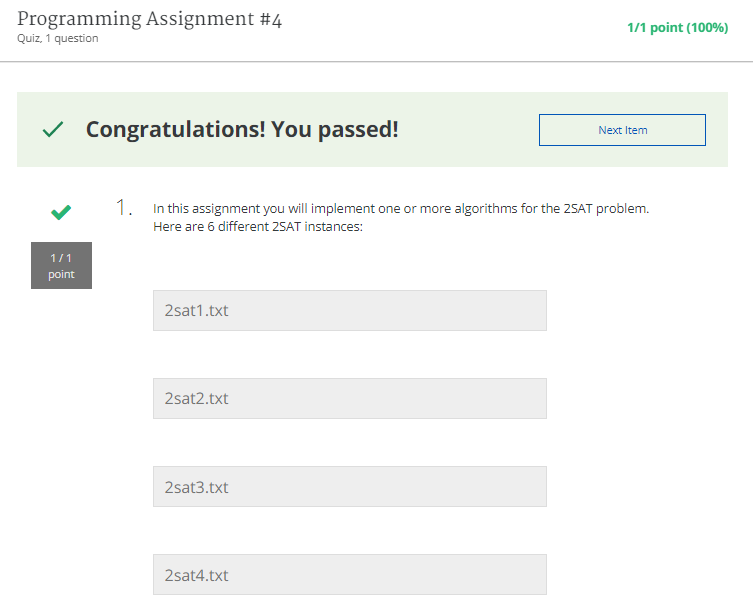 Programming Assignment #4
Quiz, 1 question
1/1 point (100%)
Congratulations! You passed!
Next Item
1.
In this assignment you will implement one or more algorithms for the 2SAT problem.
Here are 6 different 2SAT instances:
1 / 1
point
2sat1.txt
2sat2.txt
2sat3.txt
2sat4.txt